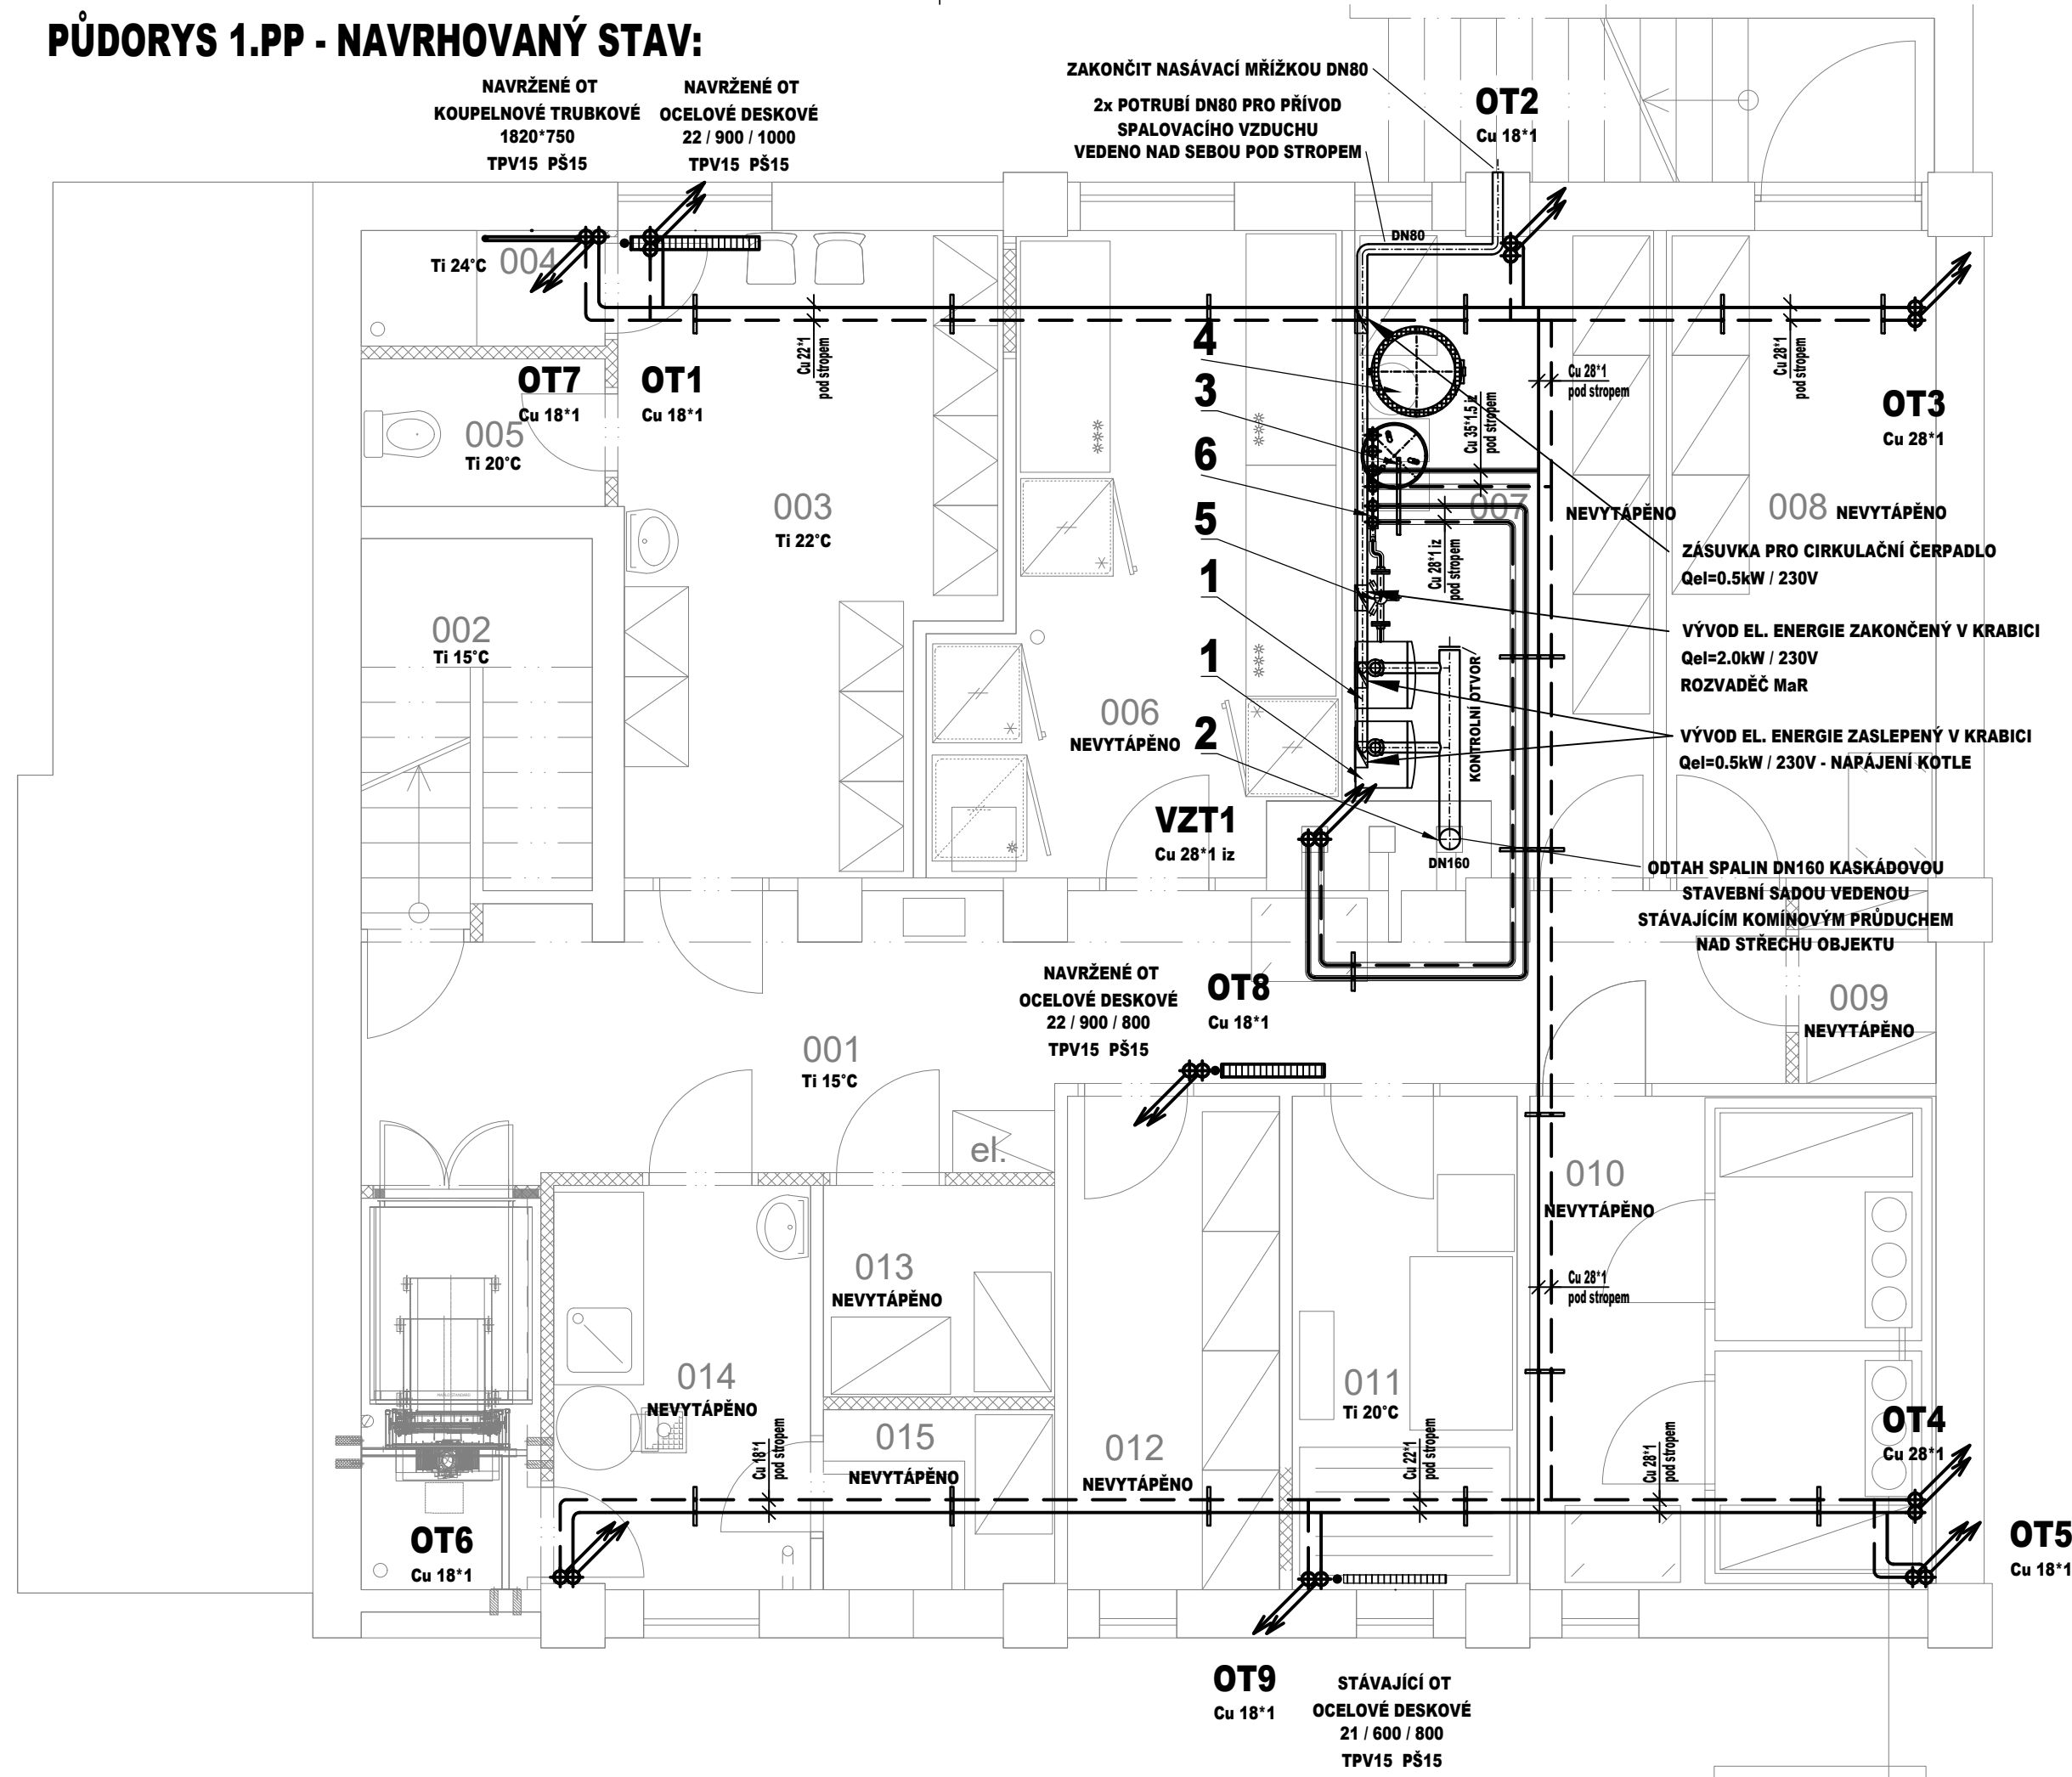 PŮDORYS 1.PP - NAVRHOVANÝ STAV:
NAVRŽENÉ OT
KOUPELNOVÉ TRUBKOVÉ
1820*750
TPV15 PŠ15
NAVRŽENÉ OT
OCELOVÉ DESKOVÉ
22 / 900 / 1000
TPV15 PŠ15
ZAKONČIT NASÁVACÍ MŘÍŽKOU DN80
2x POTRUBÍ DN80 PRO PŘÍVOD
SPALOVACÍHO VZDUCHU
VEDENO NAD SEBOU POD STROPEM
OT2
Cu 18*1
DN80
Ti 24°C
004
OT7
Cu 18*1
OT1
Cu 18*1
Cu 22*1
pod stropem
4
3
6
5
1
1
2
Cu 28*1
pod stropem
Cu 28*1
pod stropem
Cu 35*1.5 iz
pod stropem
OT3
Cu 28*1
005
Ti 20°C
003
Ti 22°C
007
NEVYTÁPĚNO
008
NEVYTÁPĚNO
Cu 28*1 iz
pod stropem
ZÁSUVKA PRO CIRKULAČNÍ ČERPADLO
Qel=0.5kW / 230V
002
Ti 15°C
VÝVOD EL. ENERGIE ZAKONČENÝ V KRABICI
Qel=2.0kW / 230V
ROZVADĚČ MaR
006
NEVYTÁPĚNO
KONTROLNÍ OTVOR
VÝVOD EL. ENERGIE ZASLEPENÝ V KRABICI
Qel=0.5kW / 230V - NAPÁJENÍ KOTLE
VZT1
Cu 28*1 iz
DN160
ODTAH SPALIN DN160 KASKÁDOVOU
STAVEBNÍ SADOU VEDENOU
STÁVAJÍCÍM KOMÍNOVÝM PRŮDUCHEM
NAD STŘECHU OBJEKTU
NAVRŽENÉ OT
OCELOVÉ DESKOVÉ
22 / 900 / 800
TPV15 PŠ15
OT8
Cu 18*1
009
NEVYTÁPĚNO
001
Ti 15°C
el.
010
NEVYTÁPĚNO
013
NEVYTÁPĚNO
Cu 28*1
pod stropem
014
NEVYTÁPĚNO
011
Ti 20°C
015
NEVYTÁPĚNO
012
NEVYTÁPĚNO
Cu 18*1
pod stropem
Cu 22*1
pod stropem
Cu 28*1
pod stropem
OT4
Cu 28*1
OT6
Cu 18*1
OT5
Cu 18*1
OT9
Cu 18*1
STÁVAJÍCÍ OT
OCELOVÉ DESKOVÉ
21 / 600 / 800
TPV15 PŠ15